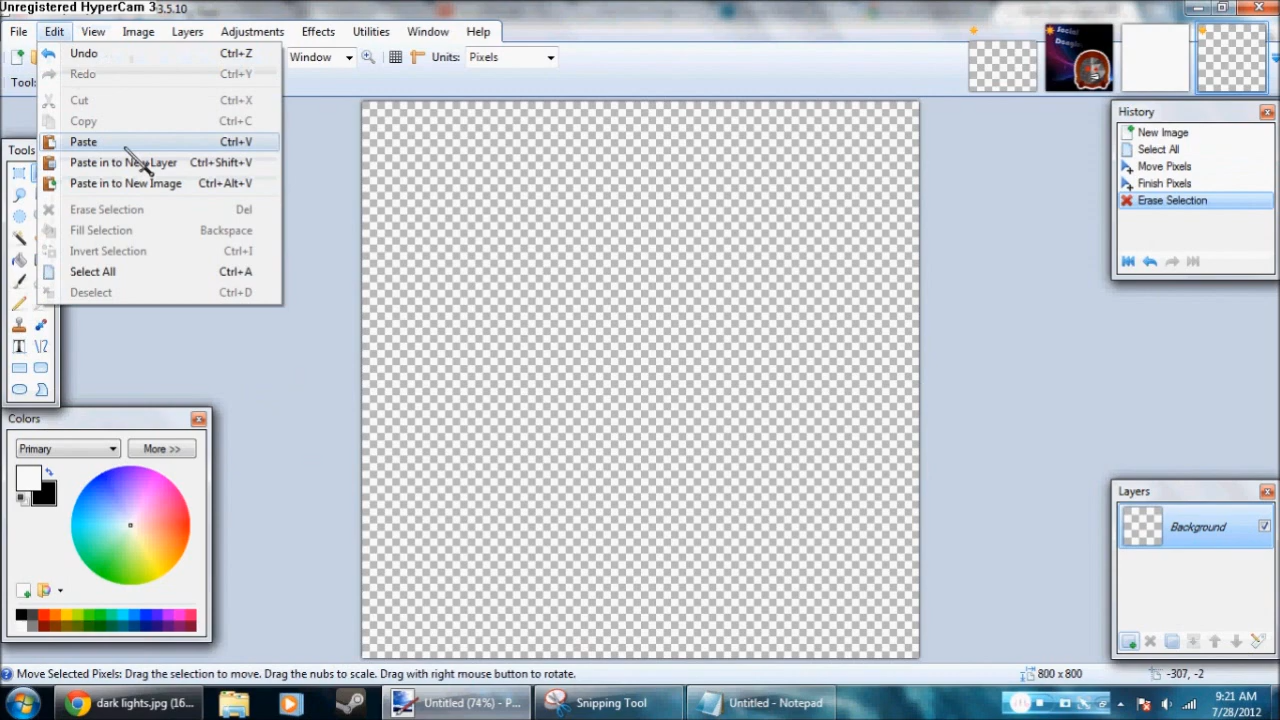 Unregistered HyperCam 3
3.5.10
File Edit View Image Layers Adjustments Effects Utilities Window Help
Undo Ctrl+Z
Redo Ctrl+Y
Cut Ctrl+X
Copy Ctrl+C
Paste Ctrl+V
Paste in to New Layer Ctrl+Shift+V
Paste in to New Image Ctrl+Alt+V
Erase Selection Del
Fill Selection Backspace
Invert Selection Ctrl+I
Select All Ctrl+A
Deselect Ctrl+D
Window Units: Pixels
Tool:
Social
Tools
History
New Image
Select All
Move Pixels
Finish Pixels
Erase Selection
Colors
Primary More >>
Layers
Background
Move Selected Pixels: Drag the selection to move. Drag the nubs to scale. Drag with right mouse button to rotate.
800 x 800 -307, -2
dark lights.jpg (16... Untitled (74%) - P... Snipping Tool Untitled - Notepad
9:21 AM
7/28/2012